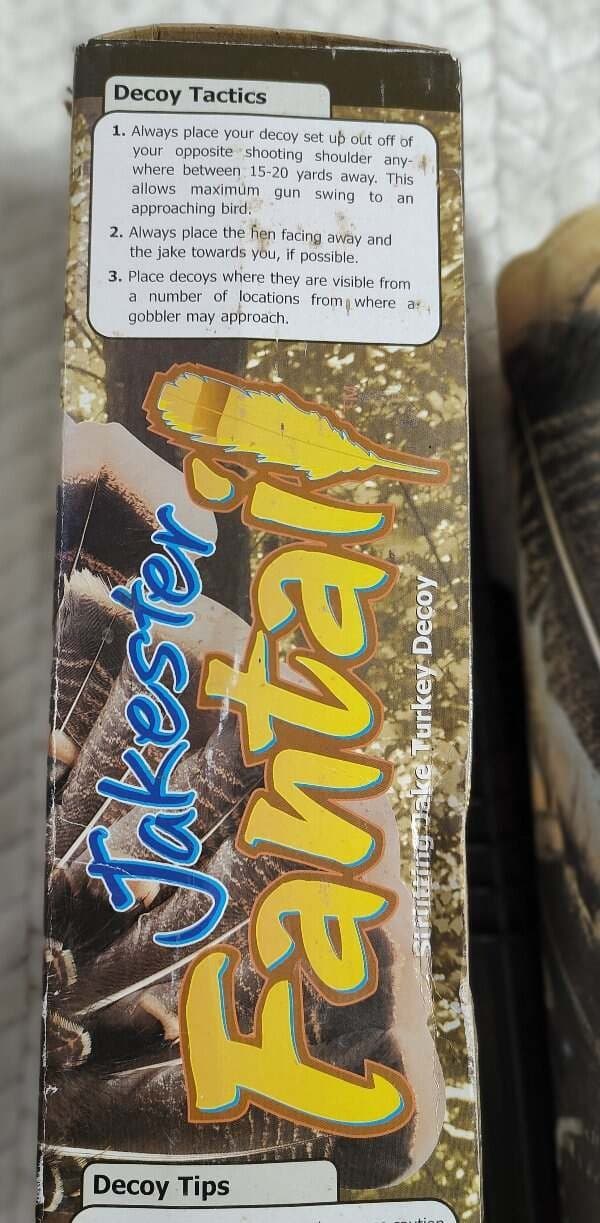 Decoy Tactics
1. Always place your decoy set up out off of
your opposite shooting shoulder any-
where between 15-20 yards away. This
allows maximum gun swing to an
approaching bird.
2. Always place the hen facing away and
the jake towards you, if possible.
3. Place decoys where they are visible from
a number of locations from where a
gobbler may approach.
Jakester
Fantail
TM
Strutting Jake Turkey Decoy
Decoy Tips
caution